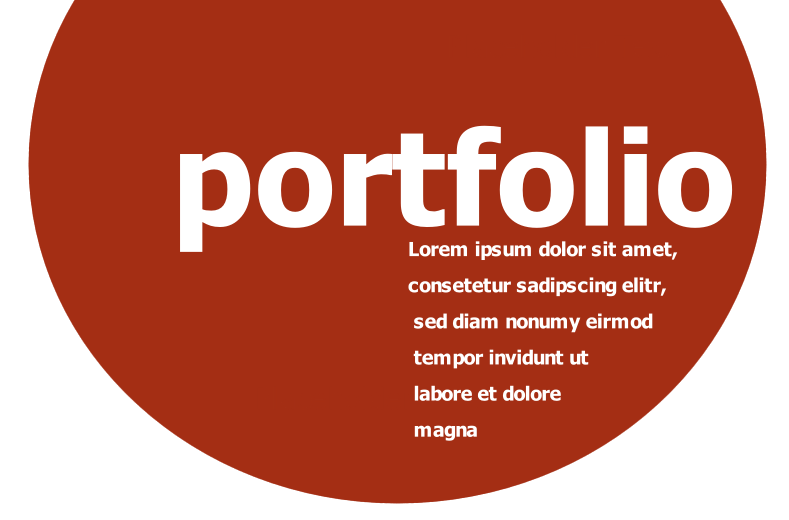 portfolio
Lorem ipsum dolor sit amet,
consetetur sadipscing elitr,
sed diam nonumy eirmod
tempor invidunt ut
labore et dolore
magna